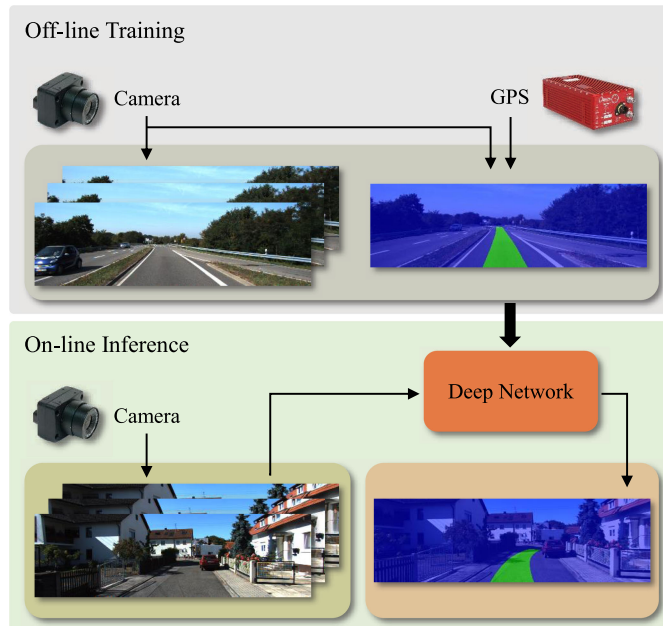 Off-line Training
Camera
GPS
On-line Inference
Deep Network
Camera